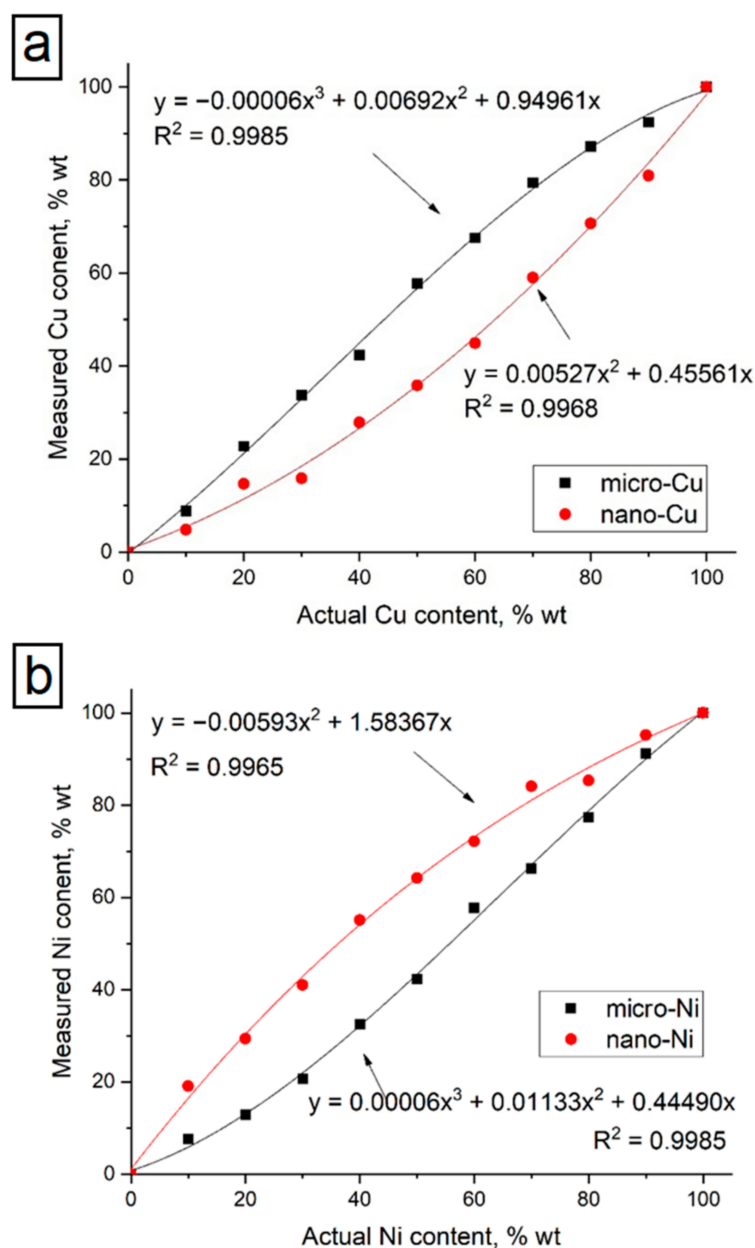 a
100
80
60
40
20
0
Measured Cu conent, % wt
y = −0.00006x³ + 0.00692x² + 0.94961x
R² = 0.9985
y = 0.00527x² + 0.45561x
R² = 0.9968
micro-Cu
nano-Cu
0 20 40 60 80 100
Actual Cu content, % wt
b
100
80
60
40
20
0
Measured Ni conent, % wt
y = −0.00593x² + 1.58367x
R² = 0.9965
micro-Ni
nano-Ni
y = 0.00006x³ + 0.01133x² + 0.44490x
R² = 0.9985
0 20 40 60 80 100
Actual Ni content, % wt